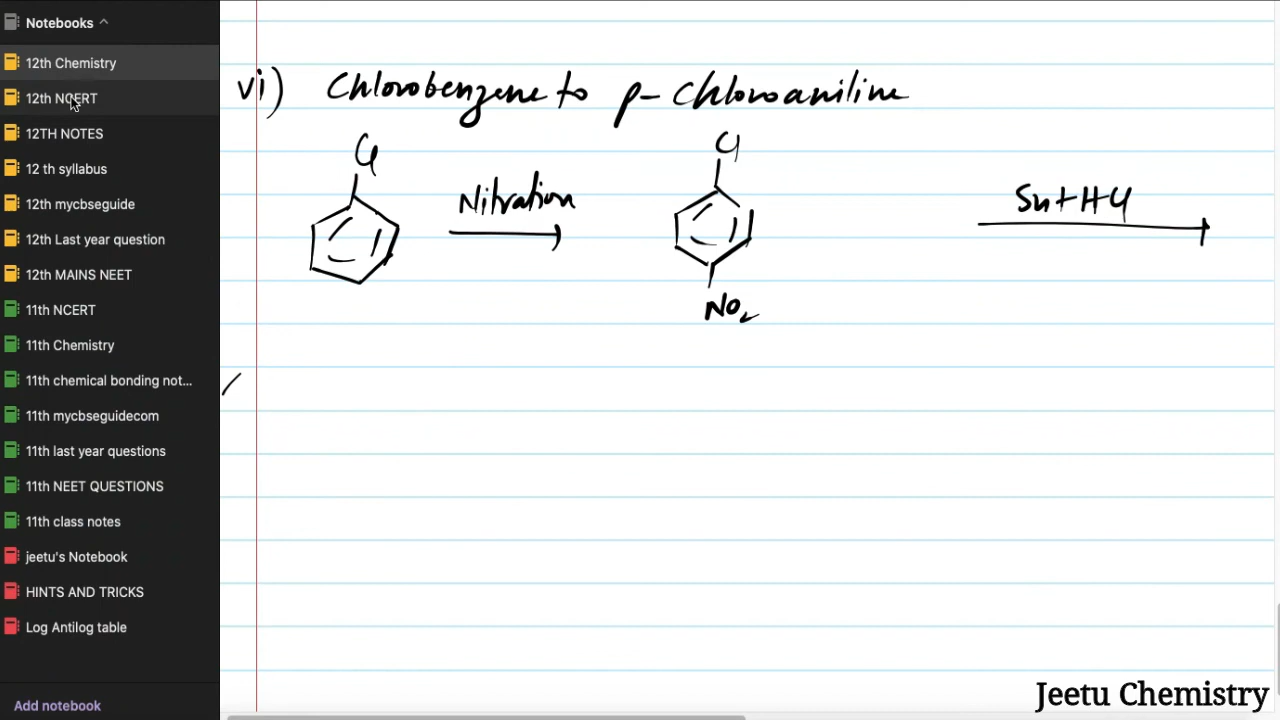 Notebooks
12th Chemistry
12th NCERT
12TH NOTES
12 th syllabus
12th mycbseguide
12th Last year question
12th MAINS NEET
11th NCERT
11th Chemistry
11th chemical bonding not...
11th mycbseguidecom
11th last year questions
11th NEET QUESTIONS
11th class notes
jeetu's Notebook
HINTS AND TRICKS
Log Antilog table
Add notebook
vi) Chlorobenzene to p-chloroaniline
Cl
Nitration
Cl
NO2
Sn+HCl
Jeetu Chemistry